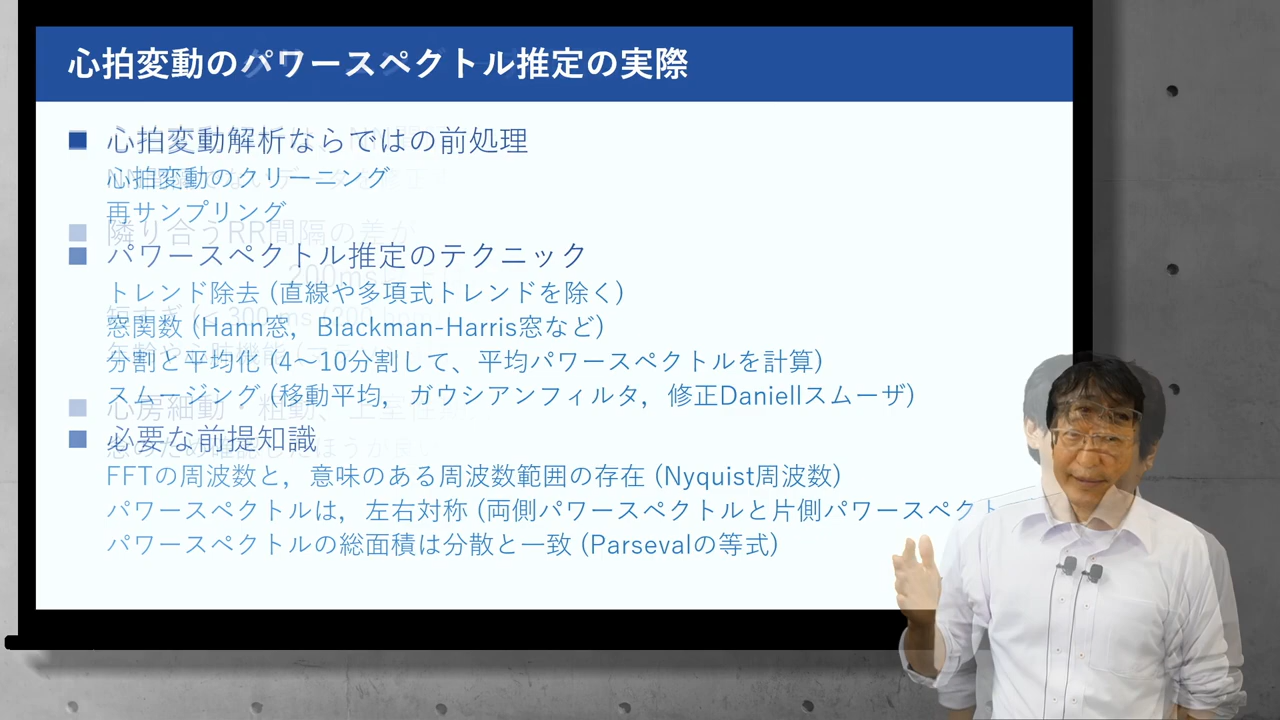 心拍変動のパワースペクトル推定の実際
■ 心拍変動解析ならではの前処理
心拍変動のクリーニング
再サンプリング
隣り合うRR間隔の差が
■ パワースペクトル推定のテクニック
200ms
トレンド除去 (直線や多項式トレンドを除く)
窓関数 (Hann窓，Blackman-Harris窓など)
分割と平均化 (4～10分割して、平均パワースペクトルを計算)
スムージング (移動平均，ガウシアンフィルタ，修正Daniellスムーザ)
■ 必要な前提知識
FFTの周波数と，意味のある周波数範囲の存在 (Nyquist周波数)
パワースペクトルは，左右対称 (両側パワースペクトルと片側パワースペクト
パワースペクトルの総面積は分散と一致 (Parsevalの等式)